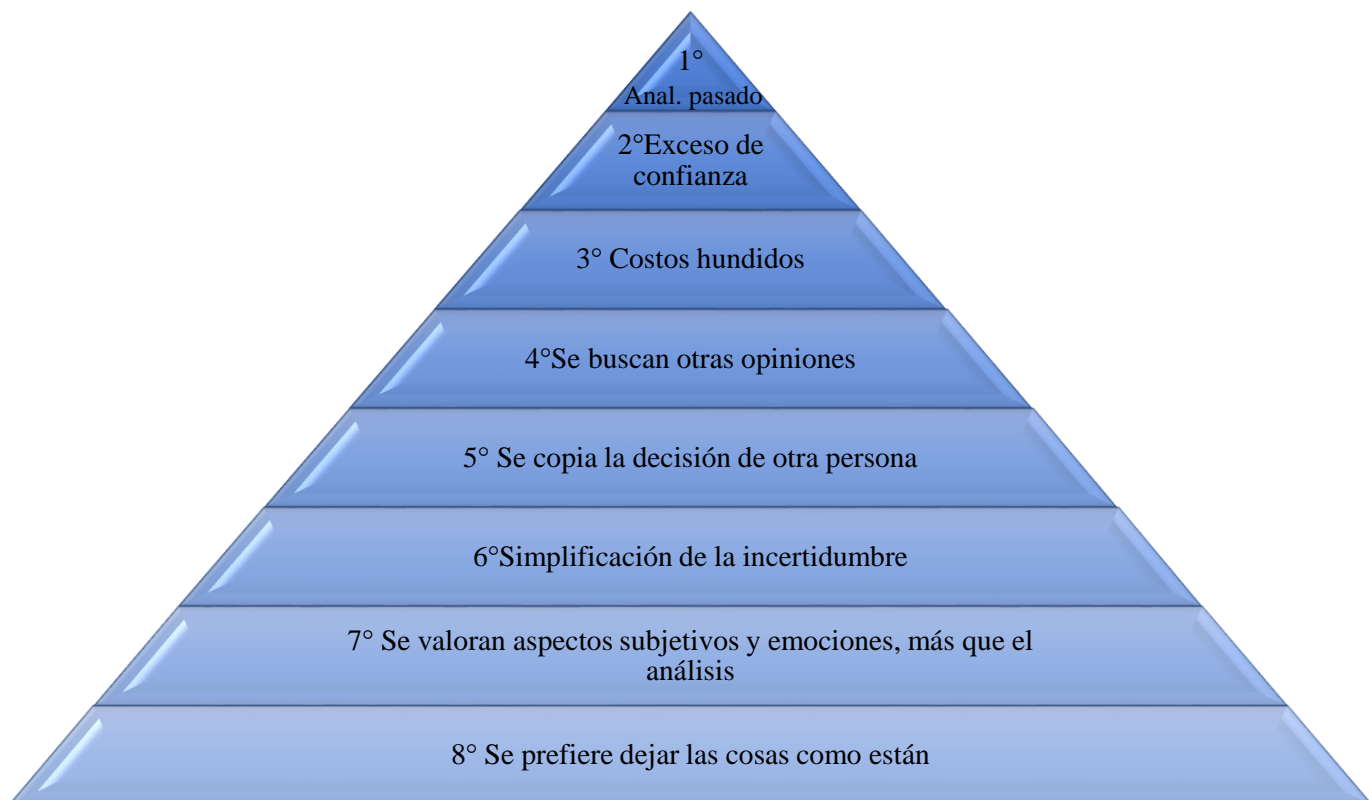 1°
Anal. pasado
2°Exceso de
confianza
3° Costos hundidos
4°Se buscan otras opiniones
5° Se copia la decisión de otra persona
6°Simplificación de la incertidumbre
7° Se valoran aspectos subjetivos y emociones, más que el
análisis
8° Se prefiere dejar las cosas como están